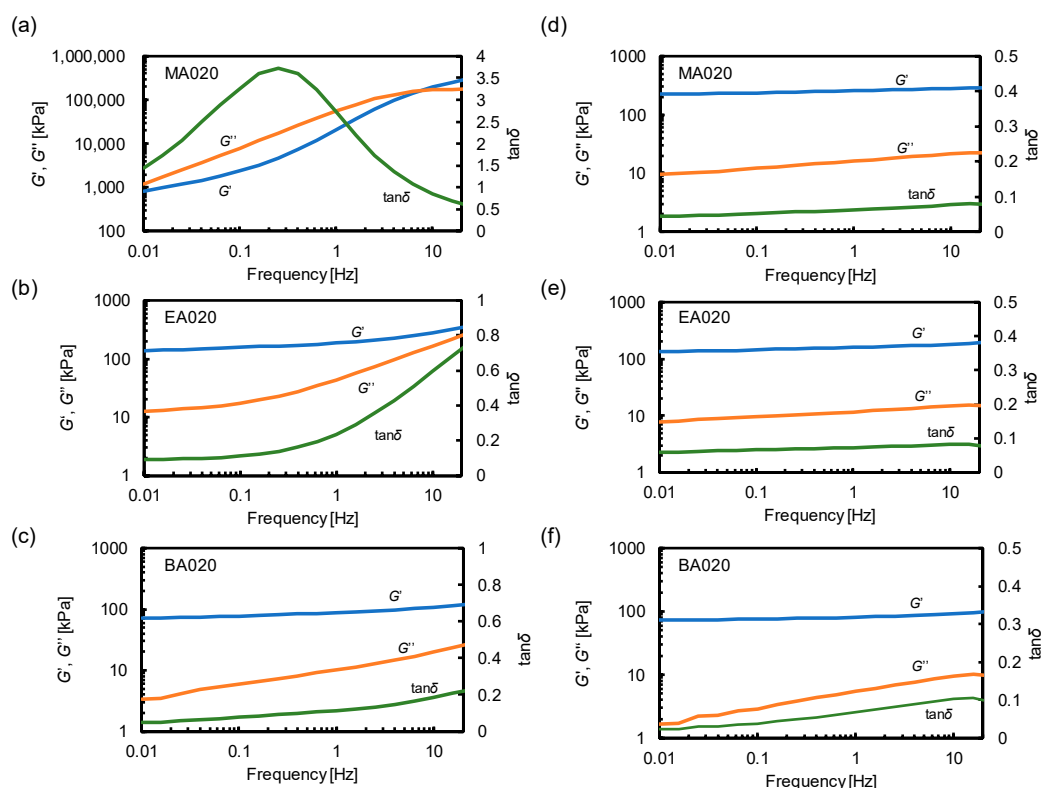 (a)
1,000,000
100,000
10,000
1,000
100
G', G'' [kPa]
MA020
G''
G'
tanδ
4
3.5
3
2.5
2
1.5
1
0.5
0
tanδ
0.01 0.1 1 10
Frequency [Hz]
(d)
1000
100
10
1
G', G'' [kPa]
MA020
G'
G''
tanδ
0.5
0.4
0.3
0.2
0.1
0
tanδ
0.01 0.1 1 10
Frequency [Hz]
(b)
1000
100
10
1
G', G'' [kPa]
EA020
G'
G''
tanδ
1
0.8
0.6
0.4
0.2
0
tanδ
0.01 0.1 1 10
Frequency [Hz]
(e)
1000
100
10
1
G', G'' [kPa]
EA020
G'
G''
tanδ
0.5
0.4
0.3
0.2
0.1
0
tanδ
0.01 0.1 1 10
Frequency [Hz]
(c)
1000
100
10
1
G', G'' [kPa]
BA020
G'
G''
tanδ
1
0.8
0.6
0.4
0.2
0
tanδ
0.01 0.1 1 10
Frequency [Hz]
(f)
1000
100
10
1
G', G" [kPa]
BA020
G'
G''
tanδ
0.5
0.4
0.3
0.2
0.1
0
tanδ
0.01 0.1 1 10
Frequency [Hz]